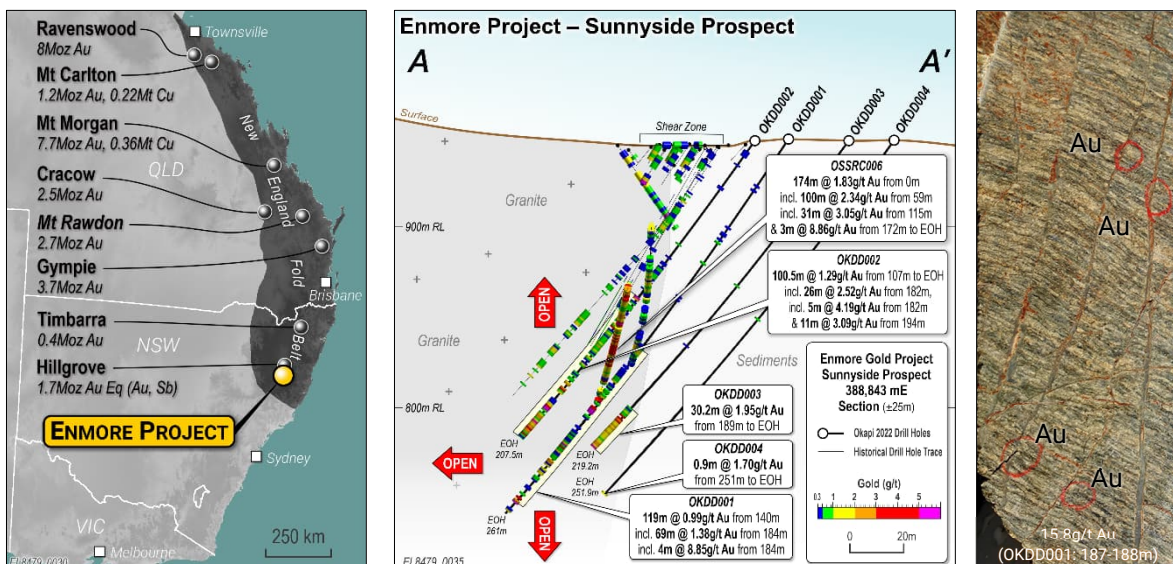 Ravenswood
8Moz Au
Mt Carlton
1.2Moz Au, 0.22Mt Cu
Mt Morgan
7.7Moz Au, 0.36Mt Cu
Cracow
2.5Moz Au
Mt Rawdon
2.7Moz Au
Gympie
3.7Moz Au
Timbarra
0.4Moz Au
Hillgrove
1.7Moz Au Eq (Au, Sb)
ENMORE PROJECT
Townsville
New
England
Fold
Belt
QLD
Brisbane
NSW
Sydney
VIC
Melbourne
250 km
EL8479_0030
Enmore Project – Sunnyside Prospect
A
A'
Surface
Shear Zone
OKDD002
OKDD001
OKDD003
OKDD004
Granite
900m RL
OPEN
Granite
800m RL
OPEN
Sediments
OPEN
OSSRC006
174m @ 1.83g/t Au from 0m
incl. 100m @ 2.34g/t Au from 59m
incl. 31m @ 3.05g/t Au from 115m
& 3m @ 8.86g/t Au from 172m to EOH
OKDD002
100.5m @ 1.29g/t Au from 107m to EOH
incl. 26m @ 2.52g/t Au from 182m,
incl. 5m @ 4.19g/t Au from 182m
& 11m @ 3.09g/t Au from 194m
OKDD003
30.2m @ 1.95g/t Au
from 189m to EOH
OKDD004
0.9m @ 1.70g/t Au
from 251m to EOH
OKDD001
119m @ 0.99g/t Au from 140m
incl. 69m @ 1.38g/t Au from 184m
incl. 4m @ 8.85g/t Au from 184m
EOH
207.5m
EOH
219.2m
EOH
251.9m
EOH
261m
Enmore Gold Project
Sunnyside Prospect
388,843 mE
Section (±25m)
Okapi 2022 Drill Holes
Historical Drill Hole Trace
Gold (g/t)
0.3 1 2 3 4 5
0 20m
EL8479_0035
Au
Au
Au
Au
15.8g/t Au
(OKDD001: 187-188m)